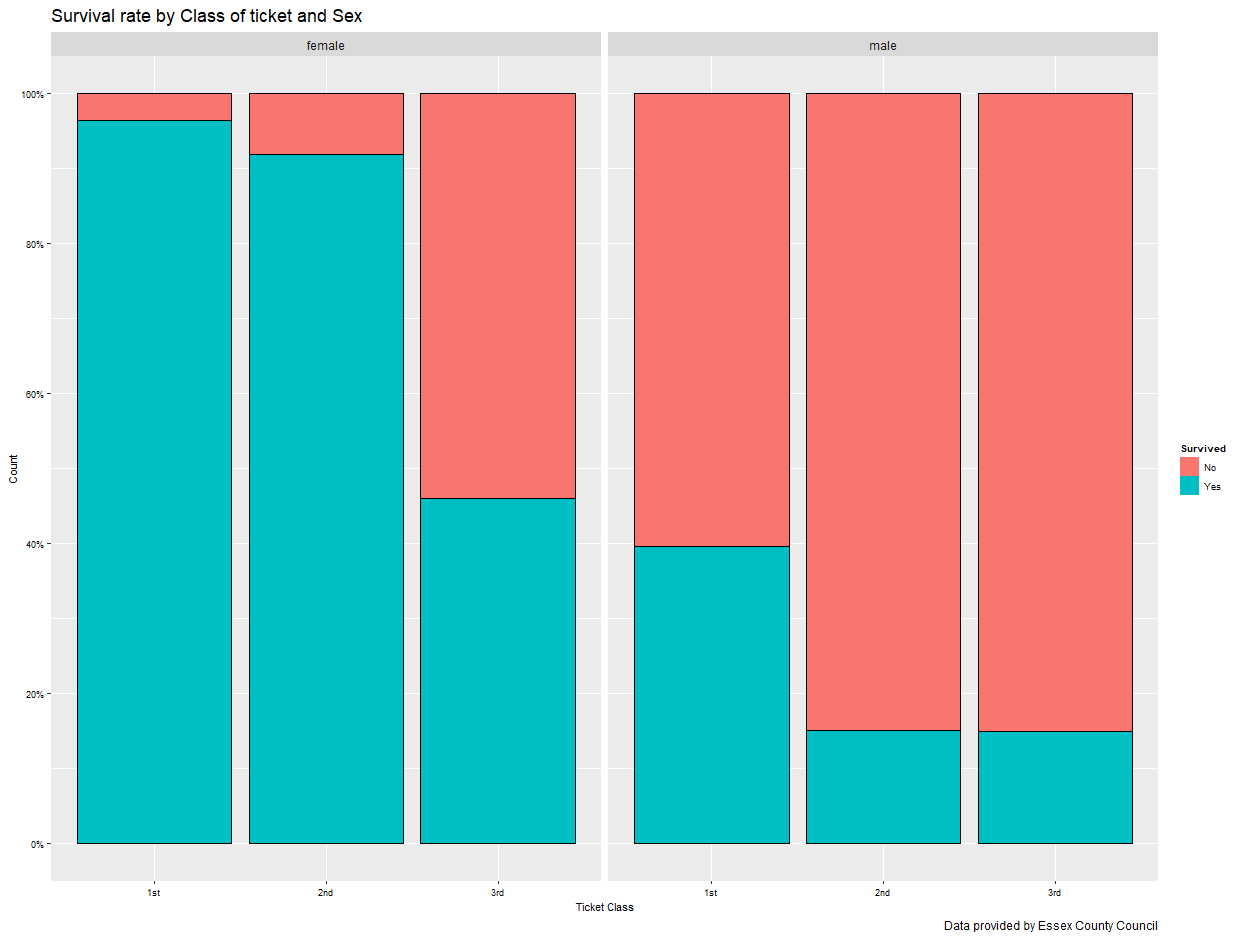 Survival rate by Class of ticket and Sex
female
male
100%
80%
60%
40%
20%
0%
Count
1st
2nd
3rd
1st
2nd
3rd
Ticket Class
Survived
No
Yes
Data provided by Essex County Council